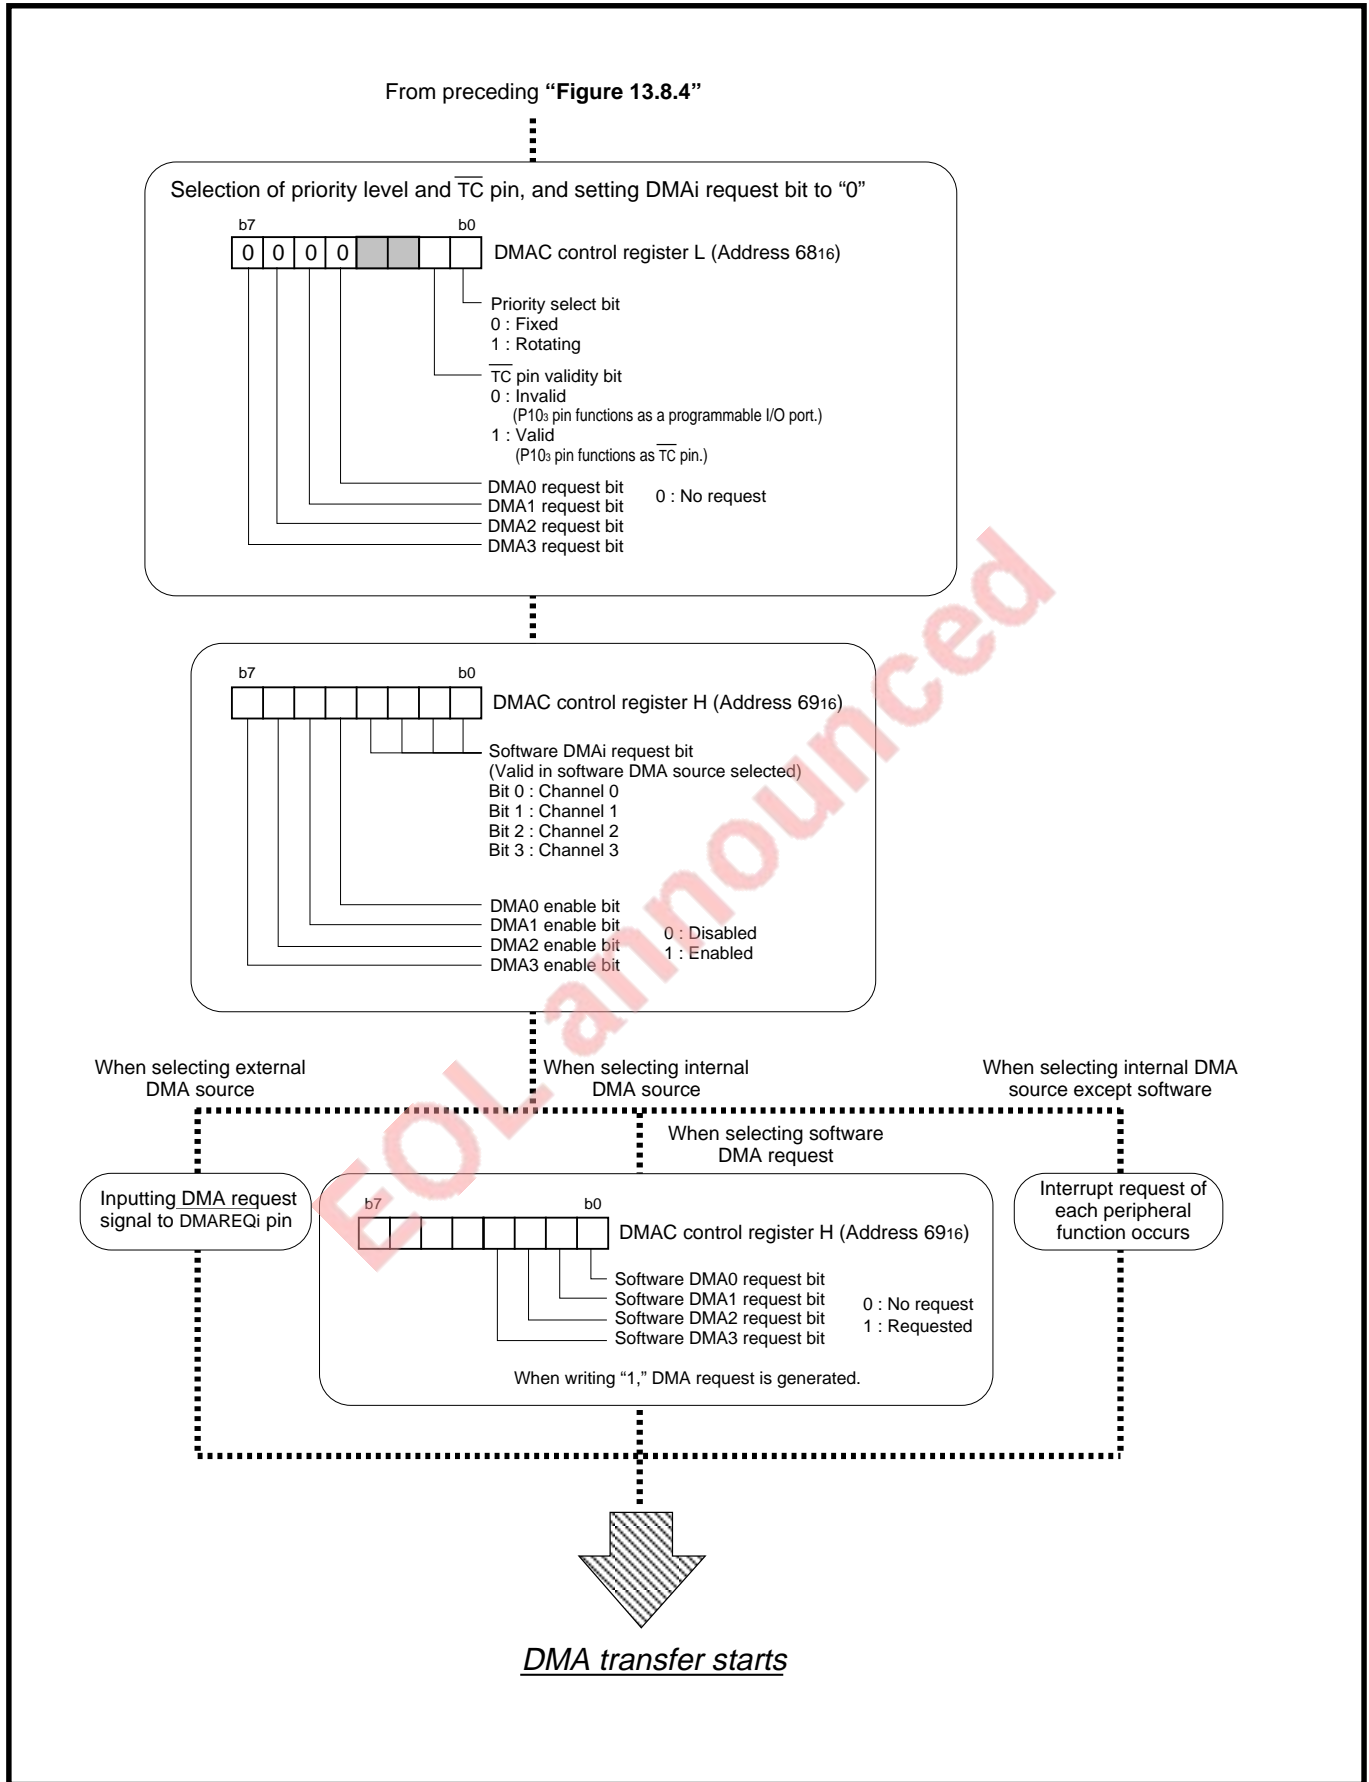 From preceding “Figure 13.8.4”
Selection of priority level and TC pin, and setting DMAi request bit to “0”
b7 b0
0 0 0 0 DMAC control register L (Address 6816)
Priority select bit
0 : Fixed
1 : Rotating
TC pin validity bit
0 : Invalid
(P103 pin functions as a programmable I/O port.)
1 : Valid
(P103 pin functions as TC pin.)
DMA0 request bit
DMA1 request bit
DMA2 request bit
DMA3 request bit
0 : No request
b7 b0
DMAC control register H (Address 6916)
Software DMAi request bit
(Valid in software DMA source selected)
Bit 0 : Channel 0
Bit 1 : Channel 1
Bit 2 : Channel 2
Bit 3 : Channel 3
DMA0 enable bit
DMA1 enable bit
DMA2 enable bit
DMA3 enable bit
0 : Disabled
1 : Enabled
When selecting external
DMA source
When selecting internal
DMA source
When selecting internal DMA
source except software
When selecting software
DMA request
Inputting DMA request
signal to DMAREQi pin
b7 b0
DMAC control register H (Address 6916)
Software DMA0 request bit
Software DMA1 request bit
Software DMA2 request bit
Software DMA3 request bit
0 : No request
1 : Requested
When writing “1,” DMA request is generated.
Interrupt request of
each peripheral
function occurs
DMA transfer starts
EOL announced